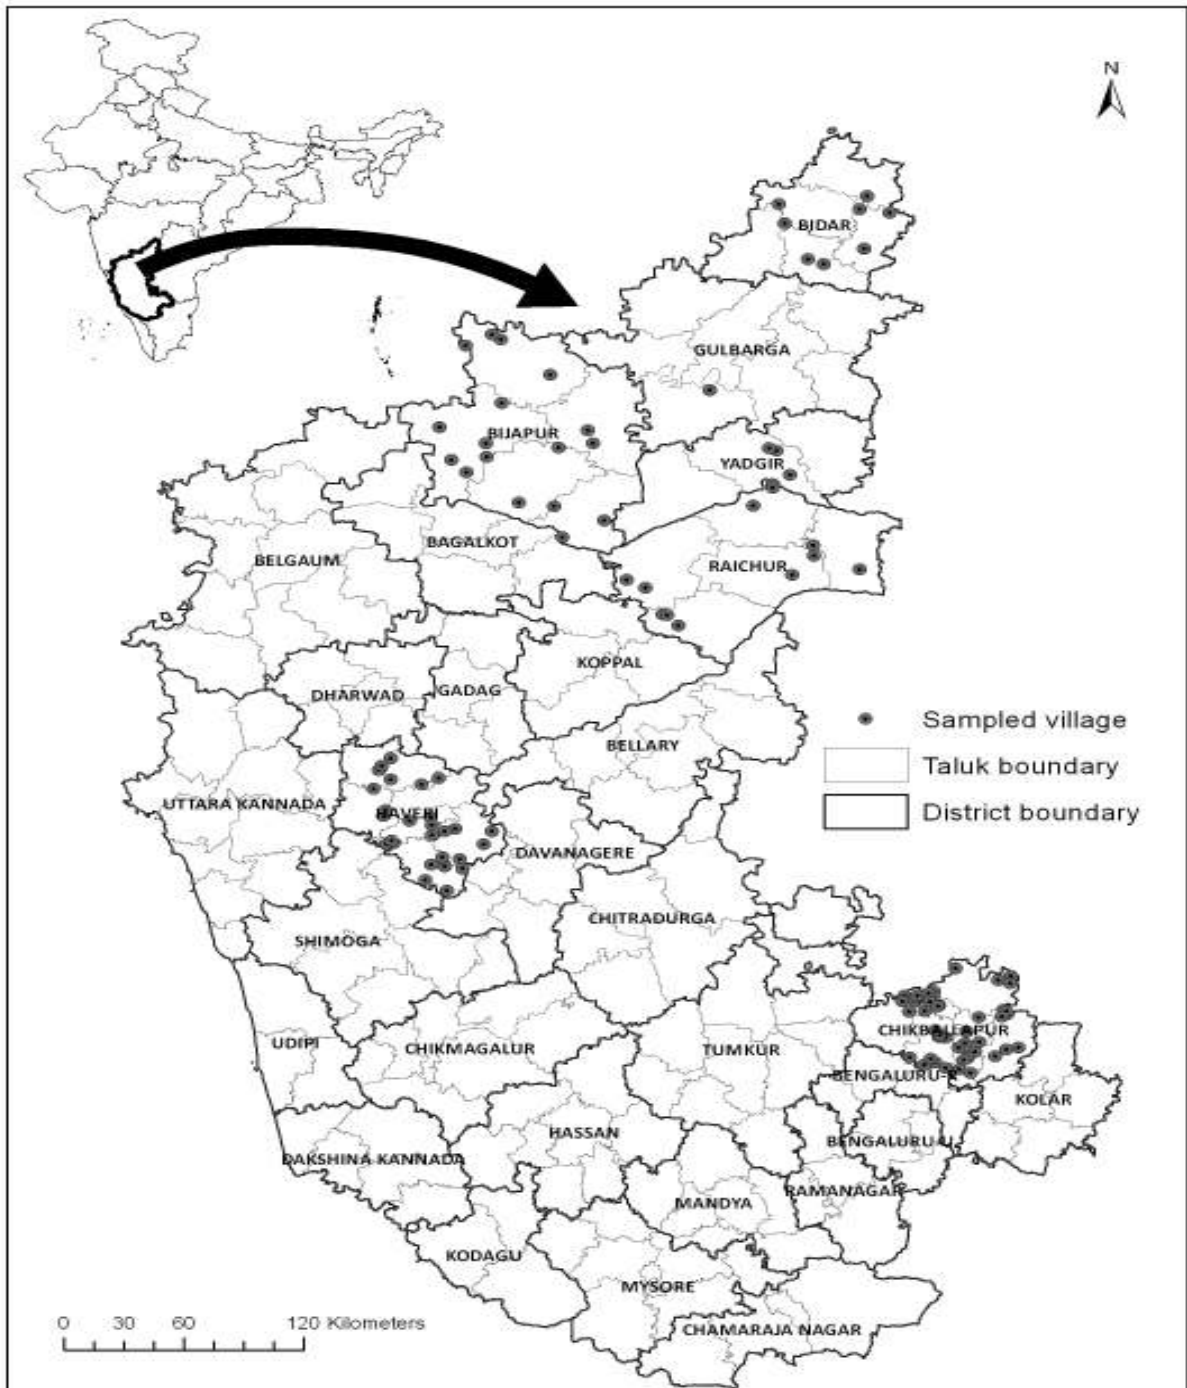 N
BIDAR
GULBARGA
BIJAPUR
YADGIR
BAGALKOT
RAICHUR
BELGAUM
KOPPAL
DHARWAD
GADAG
Sampled village
BELLARY
Taluk boundary
UTTARA KANNADA
HAVERI
District boundary
DAVANAGERE
CHITRADURGA
SHIMOGA
CHIKBALLAPUR
UDIPI
CHIKMAGALUR
TUMKUR
BENGALURU-R
KOLAR
HASSAN
BENGALURU-U
DAKSHINA KANNADA
RAMANAGAR
MANDYA
KODAGU
MYSORE
0 30 60 120 Kilometers
CHAMARAJA NAGAR